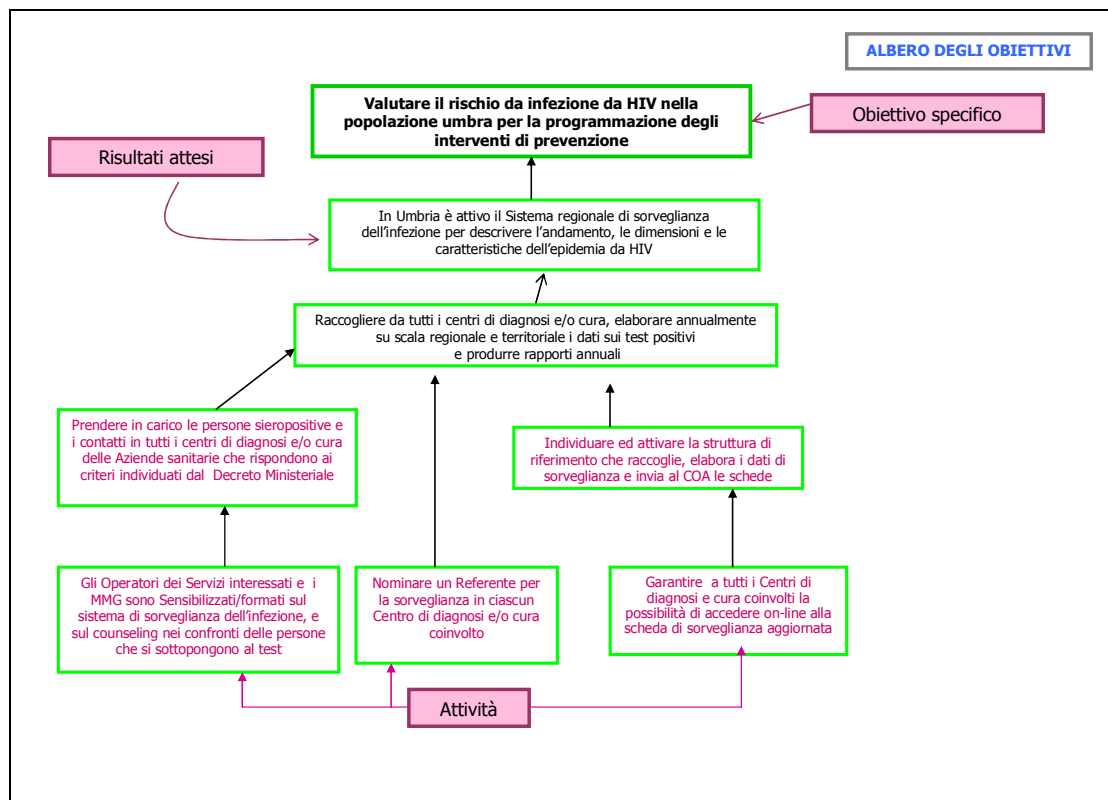 ALBERO DEGLI OBIETTIVI
Valutare il rischio da infezione da HIV nella
popolazione umbra per la programmazione degli
interventi di prevenzione
Obiettivo specifico
Risultati attesi
In Umbria è attivo il Sistema regionale di sorveglianza
dell'infezione per descrivere l'andamento, le dimensioni e le
caratteristiche dell'epidemia da HIV
Raccogliere da tutti i centri di diagnosi e/o cura, elaborare annualmente
su scala regionale e territoriale i dati sui test positivi
e produrre rapporti annuali
Prendere in carico le persone sieropositive e
i contatti in tutti i centri di diagnosi e/o cura
delle Aziende sanitarie che rispondono ai
criteri individuati dal Decreto Ministeriale
Individuare ed attivare la struttura di
riferimento che raccoglie, elabora i dati di
sorveglianza e invia al COA le schede
Gli Operatori dei Servizi interessati e i
MMG sono Sensibilizzati/formati sul
sistema di sorveglianza dell'infezione, e
sul counseling nei confronti delle persone
che si sottopongono al test
Nominare un Referente per
la sorveglianza in ciascun
Centro di diagnosi e/o cura
coinvolto
Garantire a tutti i Centri di
diagnosi e cura coinvolti la
possibilità di accedere on-line alla
scheda di sorveglianza aggiornata
Attività